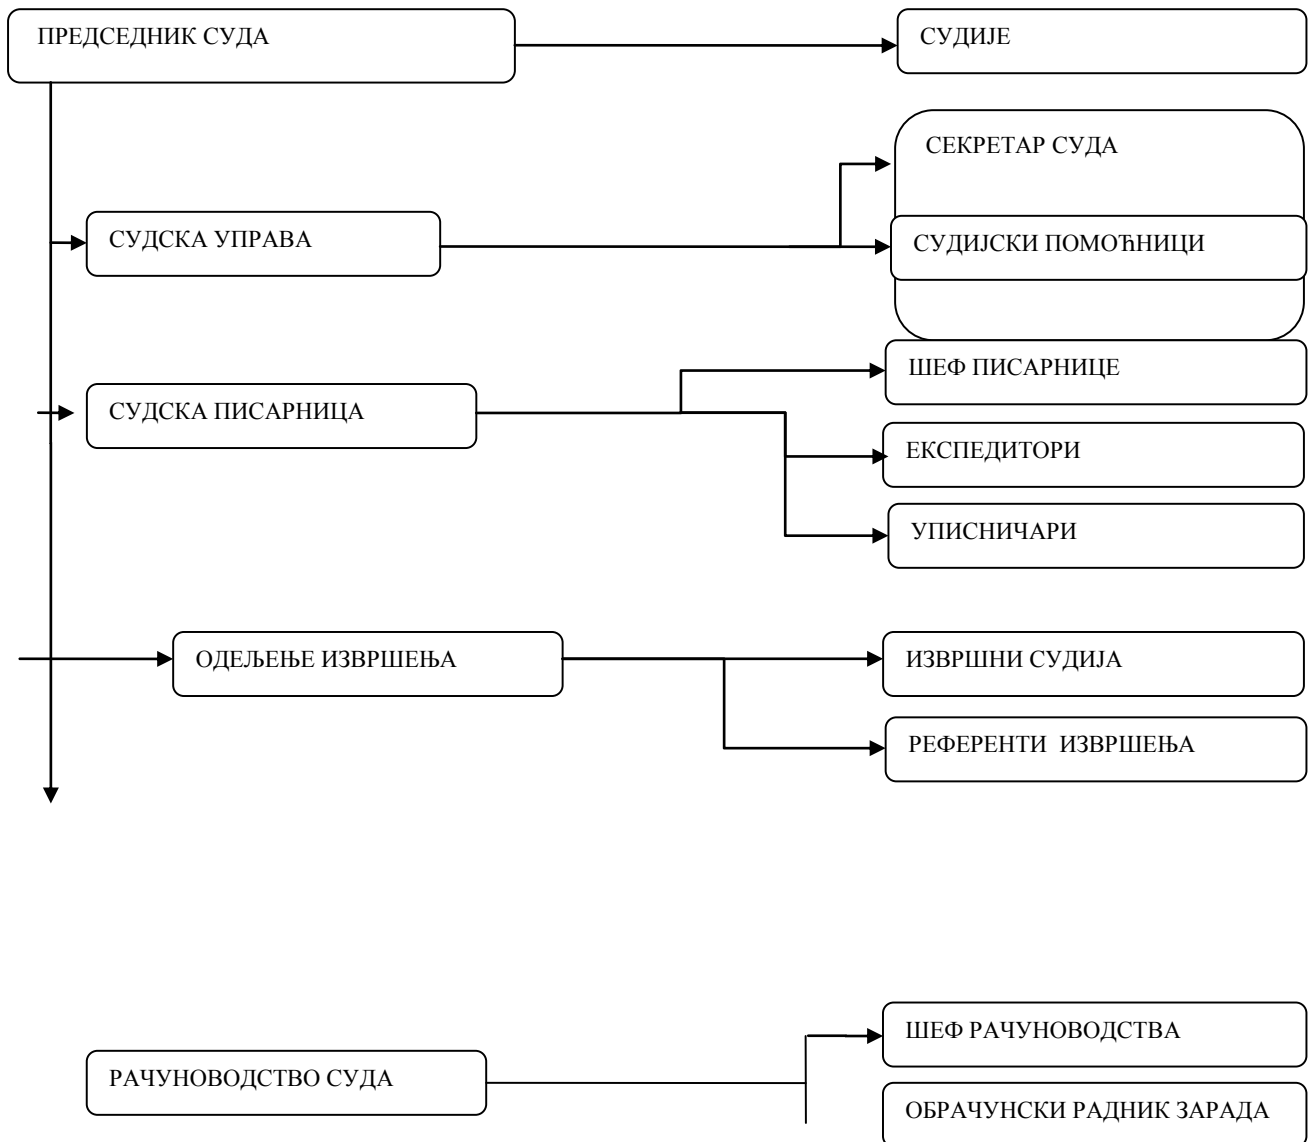 ПРЕДСЕДНИК СУДА
СУДИЈЕ
СЕКРЕТАР СУДА
СУДСКА УПРАВА
СУДИЈСКИ ПОМОЋНИЦИ
ШЕФ ПИСАРНИЦЕ
СУДСКА ПИСАРНИЦА
ЕКСПЕДИТОРИ
УПИСНИЧАРИ
ОДЕЉЕЊЕ ИЗВРШЕЊА
ИЗВРШНИ СУДИЈА
РЕФЕРЕНТИ ИЗВРШЕЊА
ШЕФ РАЧУНОВОДСТВА
РАЧУНОВОДСТВО СУДА
ОБРАЧУНСКИ РАДНИК ЗАРАДА